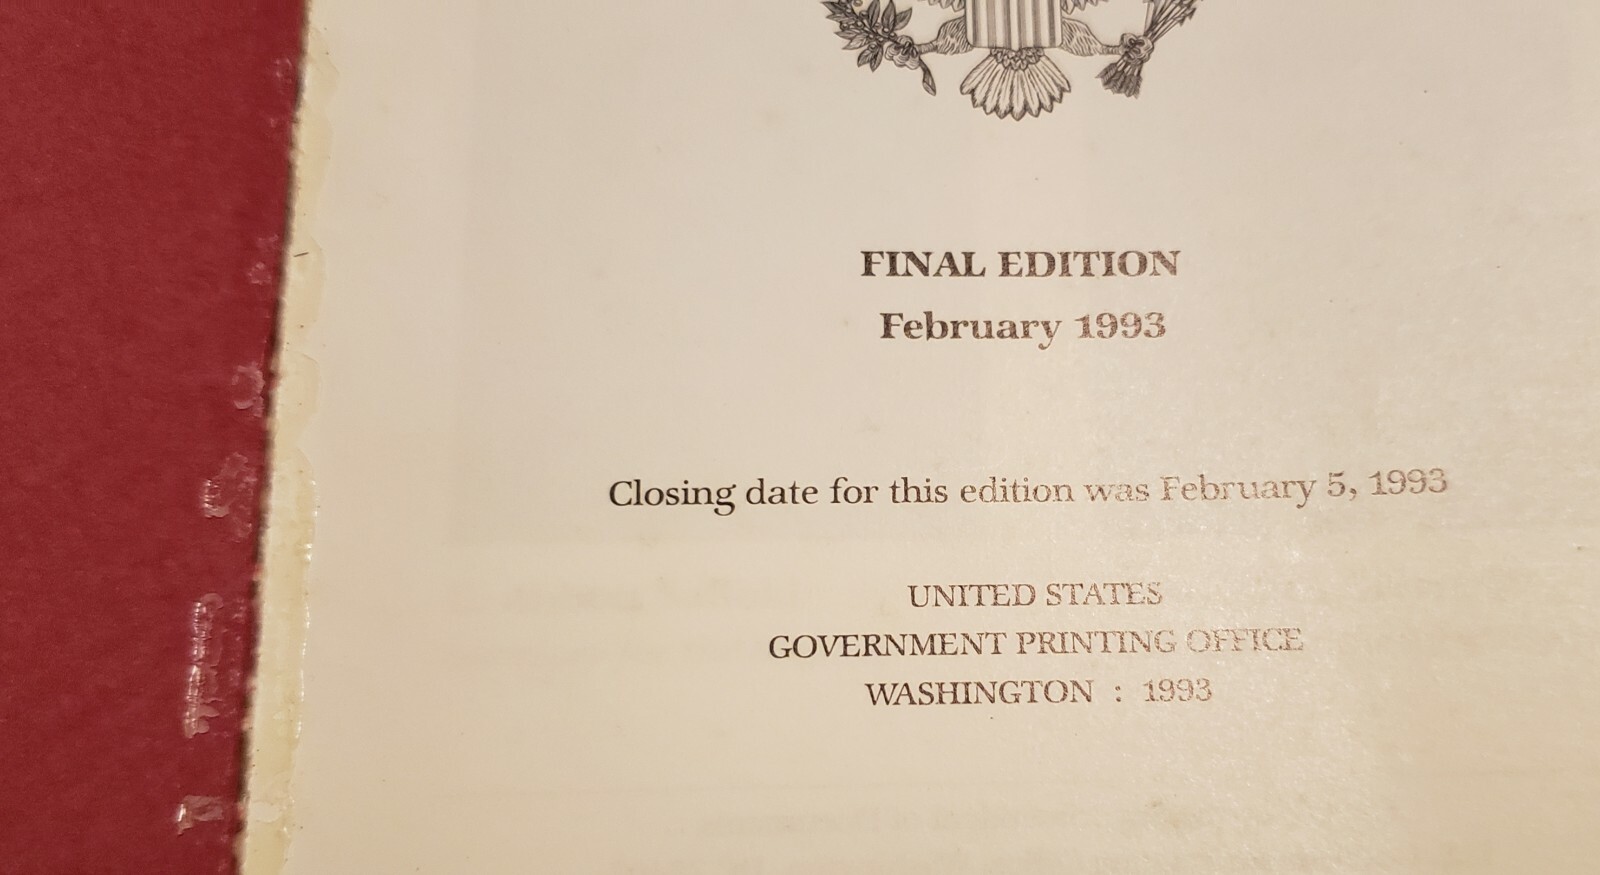 FINAL EDITION
February 1993
Closing date for this edition was February 5, 1993
UNITED STATES
GOVERNMENT PRINTING OFFICE
WASHINGTON : 1993